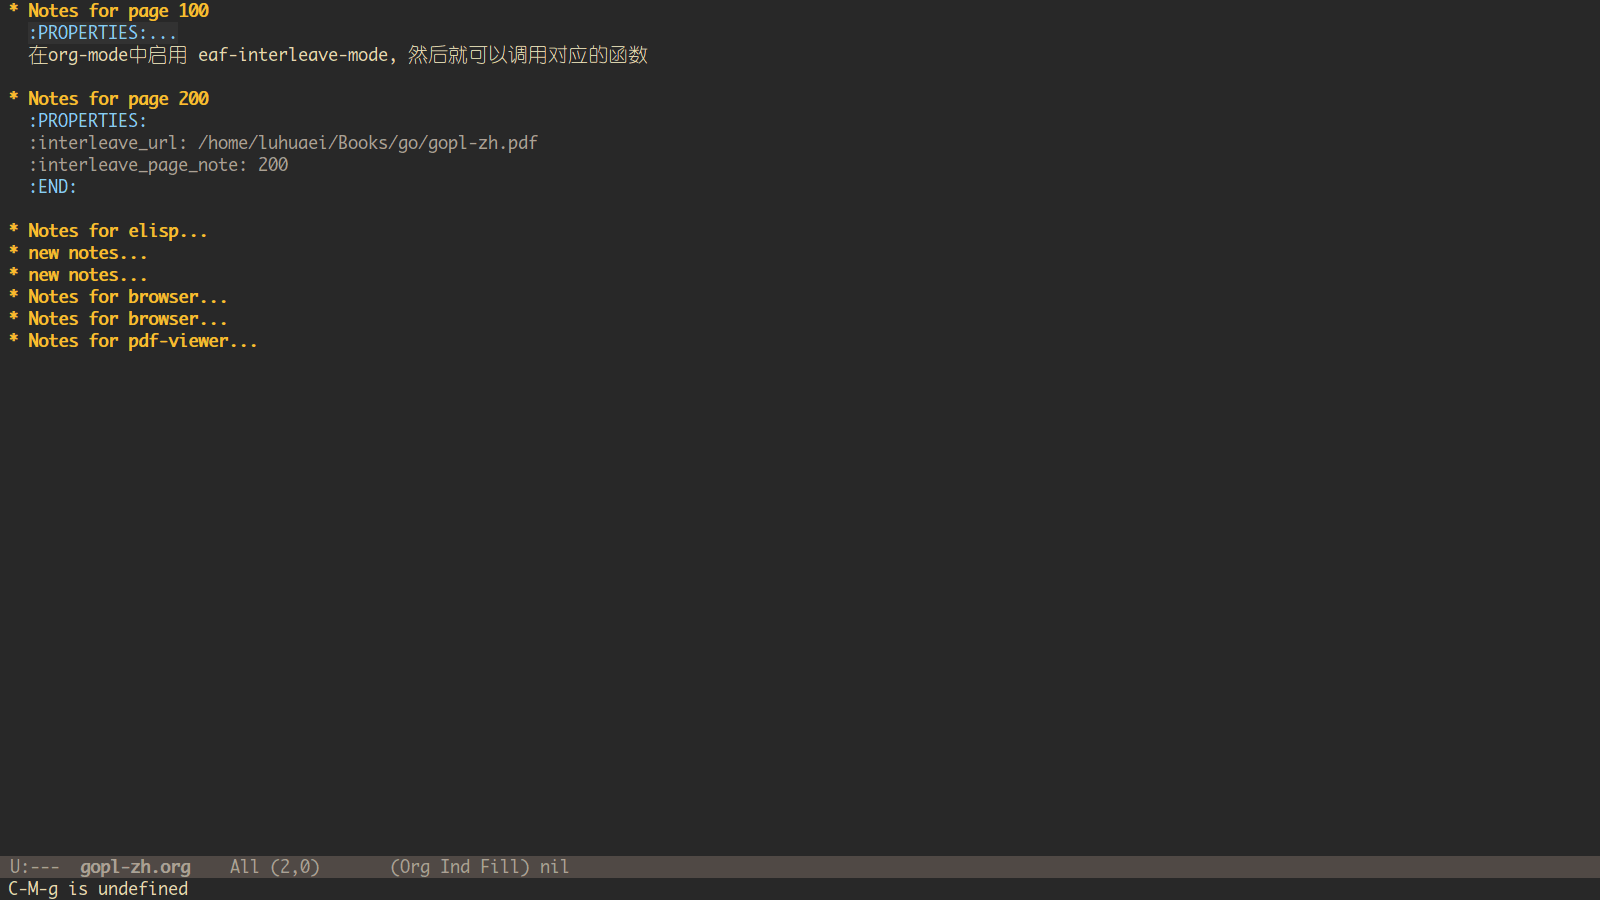 * Notes for page 100
:PROPERTIES:...
在org-mode中启用 eaf-interleave-mode, 然后就可以调用对应的函数
* Notes for page 200
:PROPERTIES:
:interleave_url: /home/luhuaei/Books/go/gopl-zh.pdf
:interleave_page_note: 200
:END:
* Notes for elisp...
* new notes...
* new notes...
* Notes for browser...
* Notes for browser...
* Notes for pdf-viewer...
U:--- gopl-zh.org All (2,0) (Org Ind Fill) nil
C-M-g is undefined